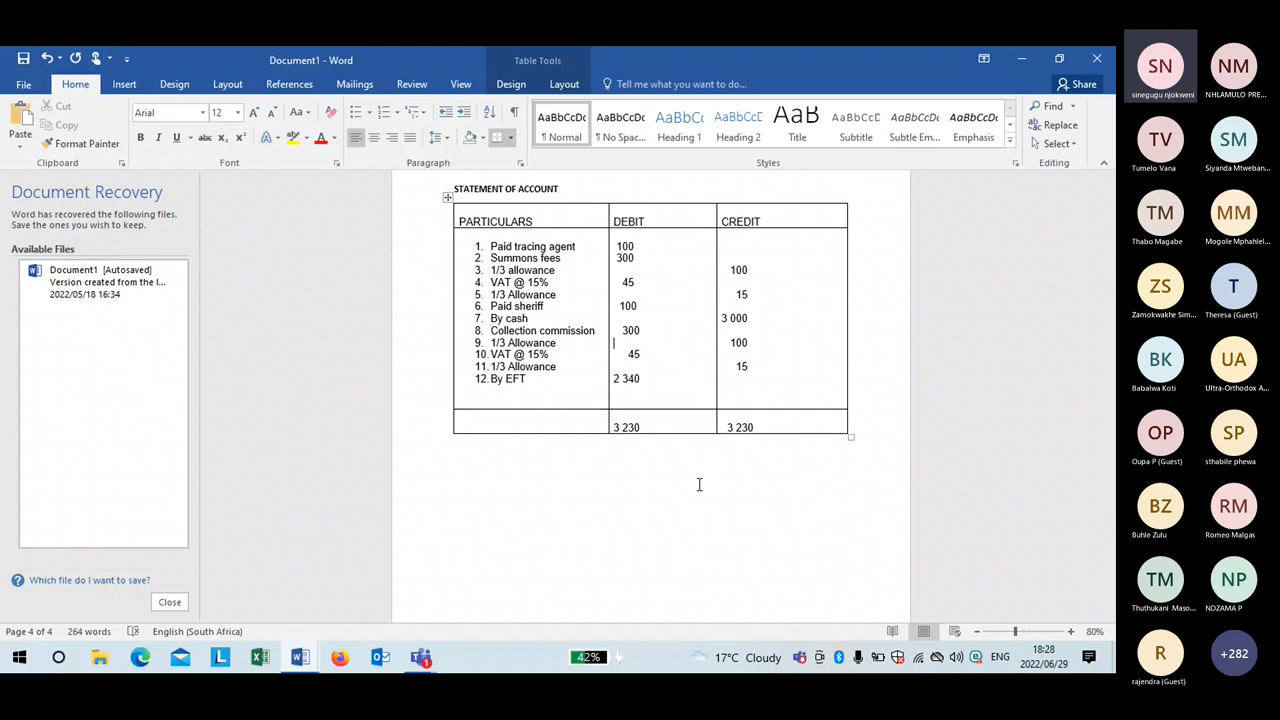 Document1 - Word
Table Tools
File
Home
Insert
Design
Layout
References
Mailings
Review
View
Design
Layout
Tell me what you want to do...
Share
Paste
Cut
Copy
Format Painter
Clipboard
Arial
12
Font
Paragraph
AaBbCcDc
¶ Normal
AaBbCcDc
¶ No Spac...
AaBbCc
Heading 1
AaBbCcC
Heading 2
AaB
Title
AaBbCcD
Subtitle
AaBbCcDc
Subtle Em...
AaBbCcDc
Emphasis
Styles
Find
Replace
Select
Editing
Document Recovery
Word has recovered the following files.
Save the ones you wish to keep.
Available Files
Document1 [Autosaved]
Version created from the l...
2022/05/18 16:34
Which file do I want to save?
Close
STATEMENT OF ACCOUNT
PARTICULARS DEBIT CREDIT
1. Paid tracing agent 100
2. Summons fees 300
3. 1/3 allowance 100
4. VAT @ 15% 45
5. 1/3 Allowance 15
6. Paid sheriff 100
7. By cash 3 000
8. Collection commission 300
9. 1/3 Allowance 100
10. VAT @ 15% 45
11. 1/3 Allowance 15
12. By EFT 2 340
3 230 3 230
Page 4 of 4 264 words English (South Africa) 80%
42%
17°C Cloudy
ENG
18:28
2022/06/29
SN
sinegugu njokweni
NM
NHLAMULO PRE...
TV
Tumelo Vana
SM
Siyanda Mtweban...
TM
Thabo Magabe
MM
Mogole Mphahlel...
ZS
Zamokwakhe Sim...
T
Theresa (Guest)
BK
Babalwa Koti
UA
Ultra-Orthodox A...
OP
Oupa P (Guest)
SP
sthabile phewa
BZ
Buhle Zulu
RM
Romeo Malgas
TM
Thuthukani Maso...
NP
NDZAMA P
R
rajendra (Guest)
+282